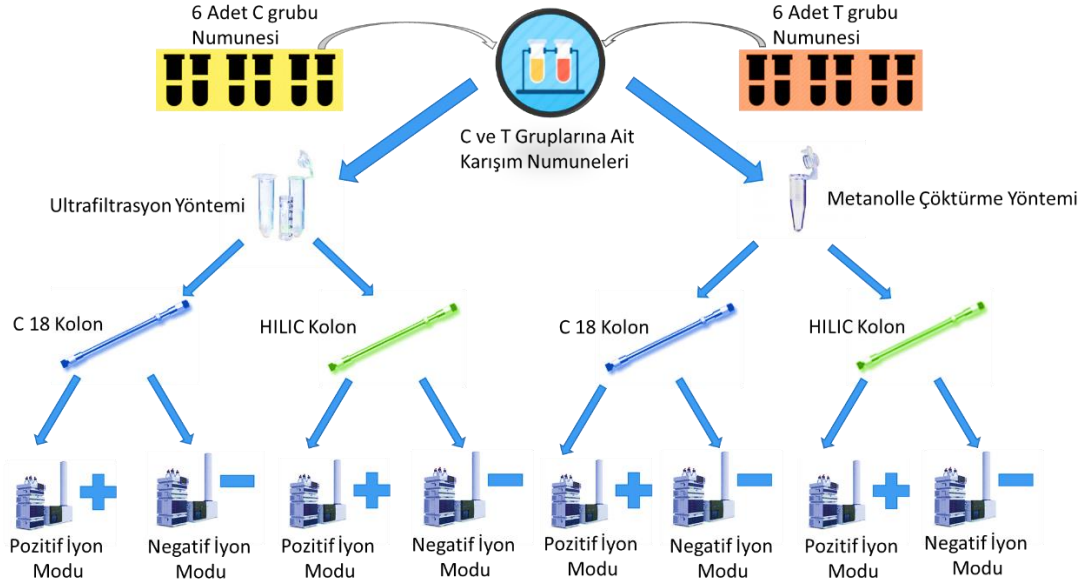 6 Adet C grubu
Numunesi
6 Adet T grubu
Numunesi
C ve T Gruplarına Ait
Karışım Numuneleri
Ultrafiltrasyon Yöntemi
Metanolle Çöktürme Yöntemi
C 18 Kolon
HILIC Kolon
C 18 Kolon
HILIC Kolon
Pozitif İyon
Modu
Negatif İyon
Modu
Pozitif İyon
Modu
Negatif İyon
Modu
Pozitif İyon
Modu
Negatif İyon
Modu
Pozitif İyon
Modu
Negatif İyon
Modu